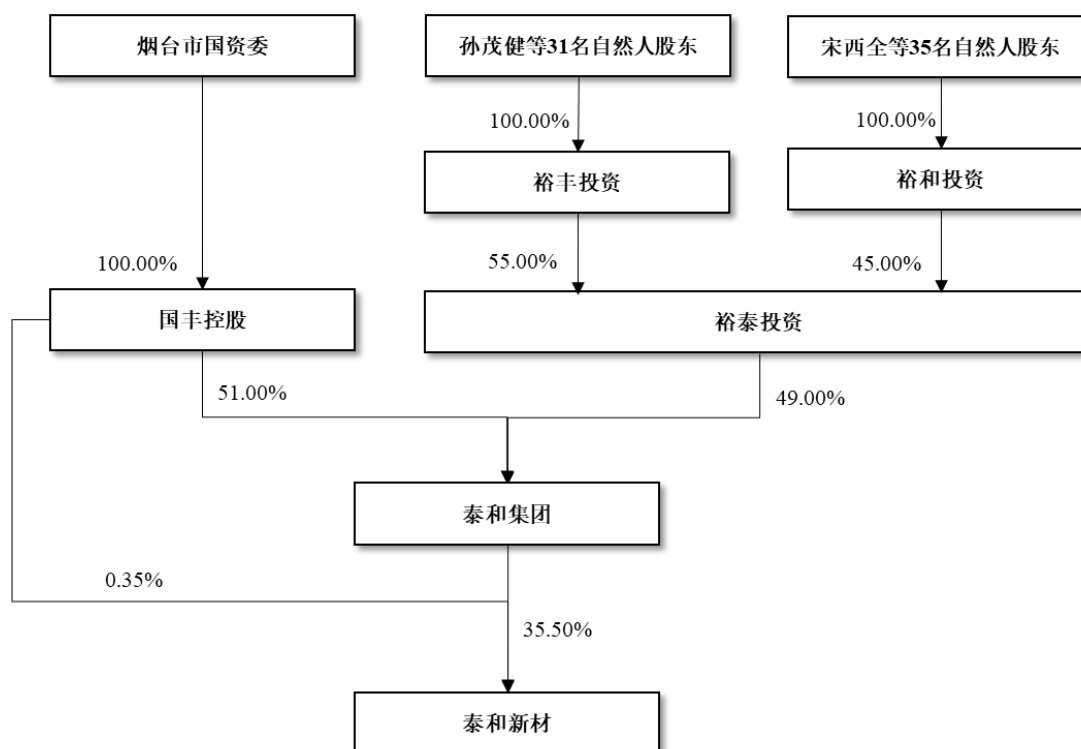 烟台市国资委
孙茂健等31名自然人股东
宋西全等35名自然人股东
100.00%
100.00%
裕丰投资
裕和投资
100.00%
55.00%
45.00%
国丰控股
裕泰投资
51.00%
49.00%
泰和集团
0.35%
35.50%
泰和新材